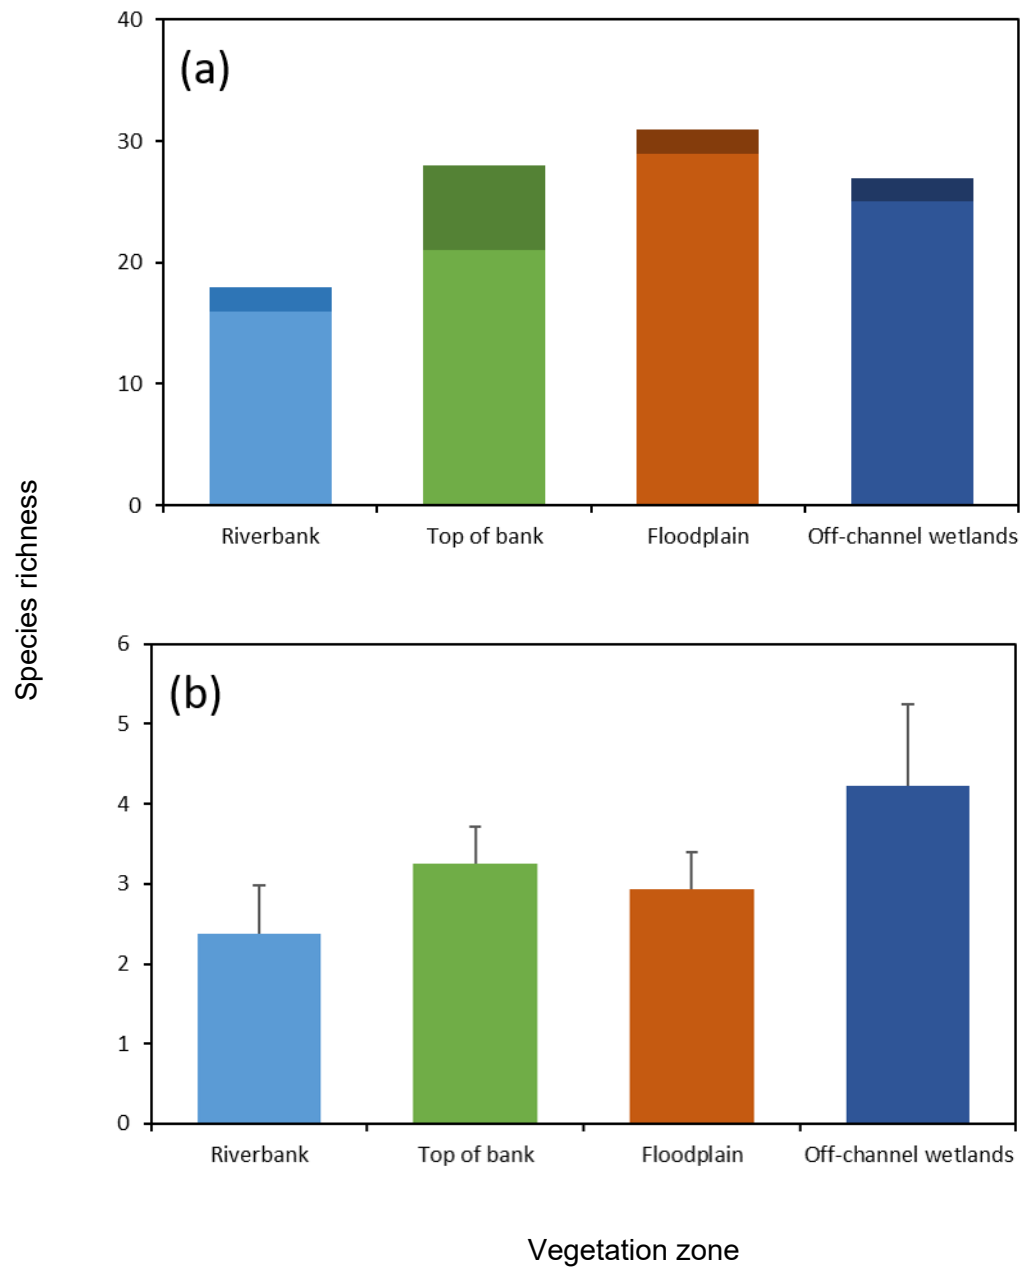 (a)
40
30
20
10
0
Riverbank Top of bank Floodplain Off-channel wetlands
Species richness
(b)
6
5
4
3
2
1
0
Riverbank Top of bank Floodplain Off-channel wetlands
Vegetation zone